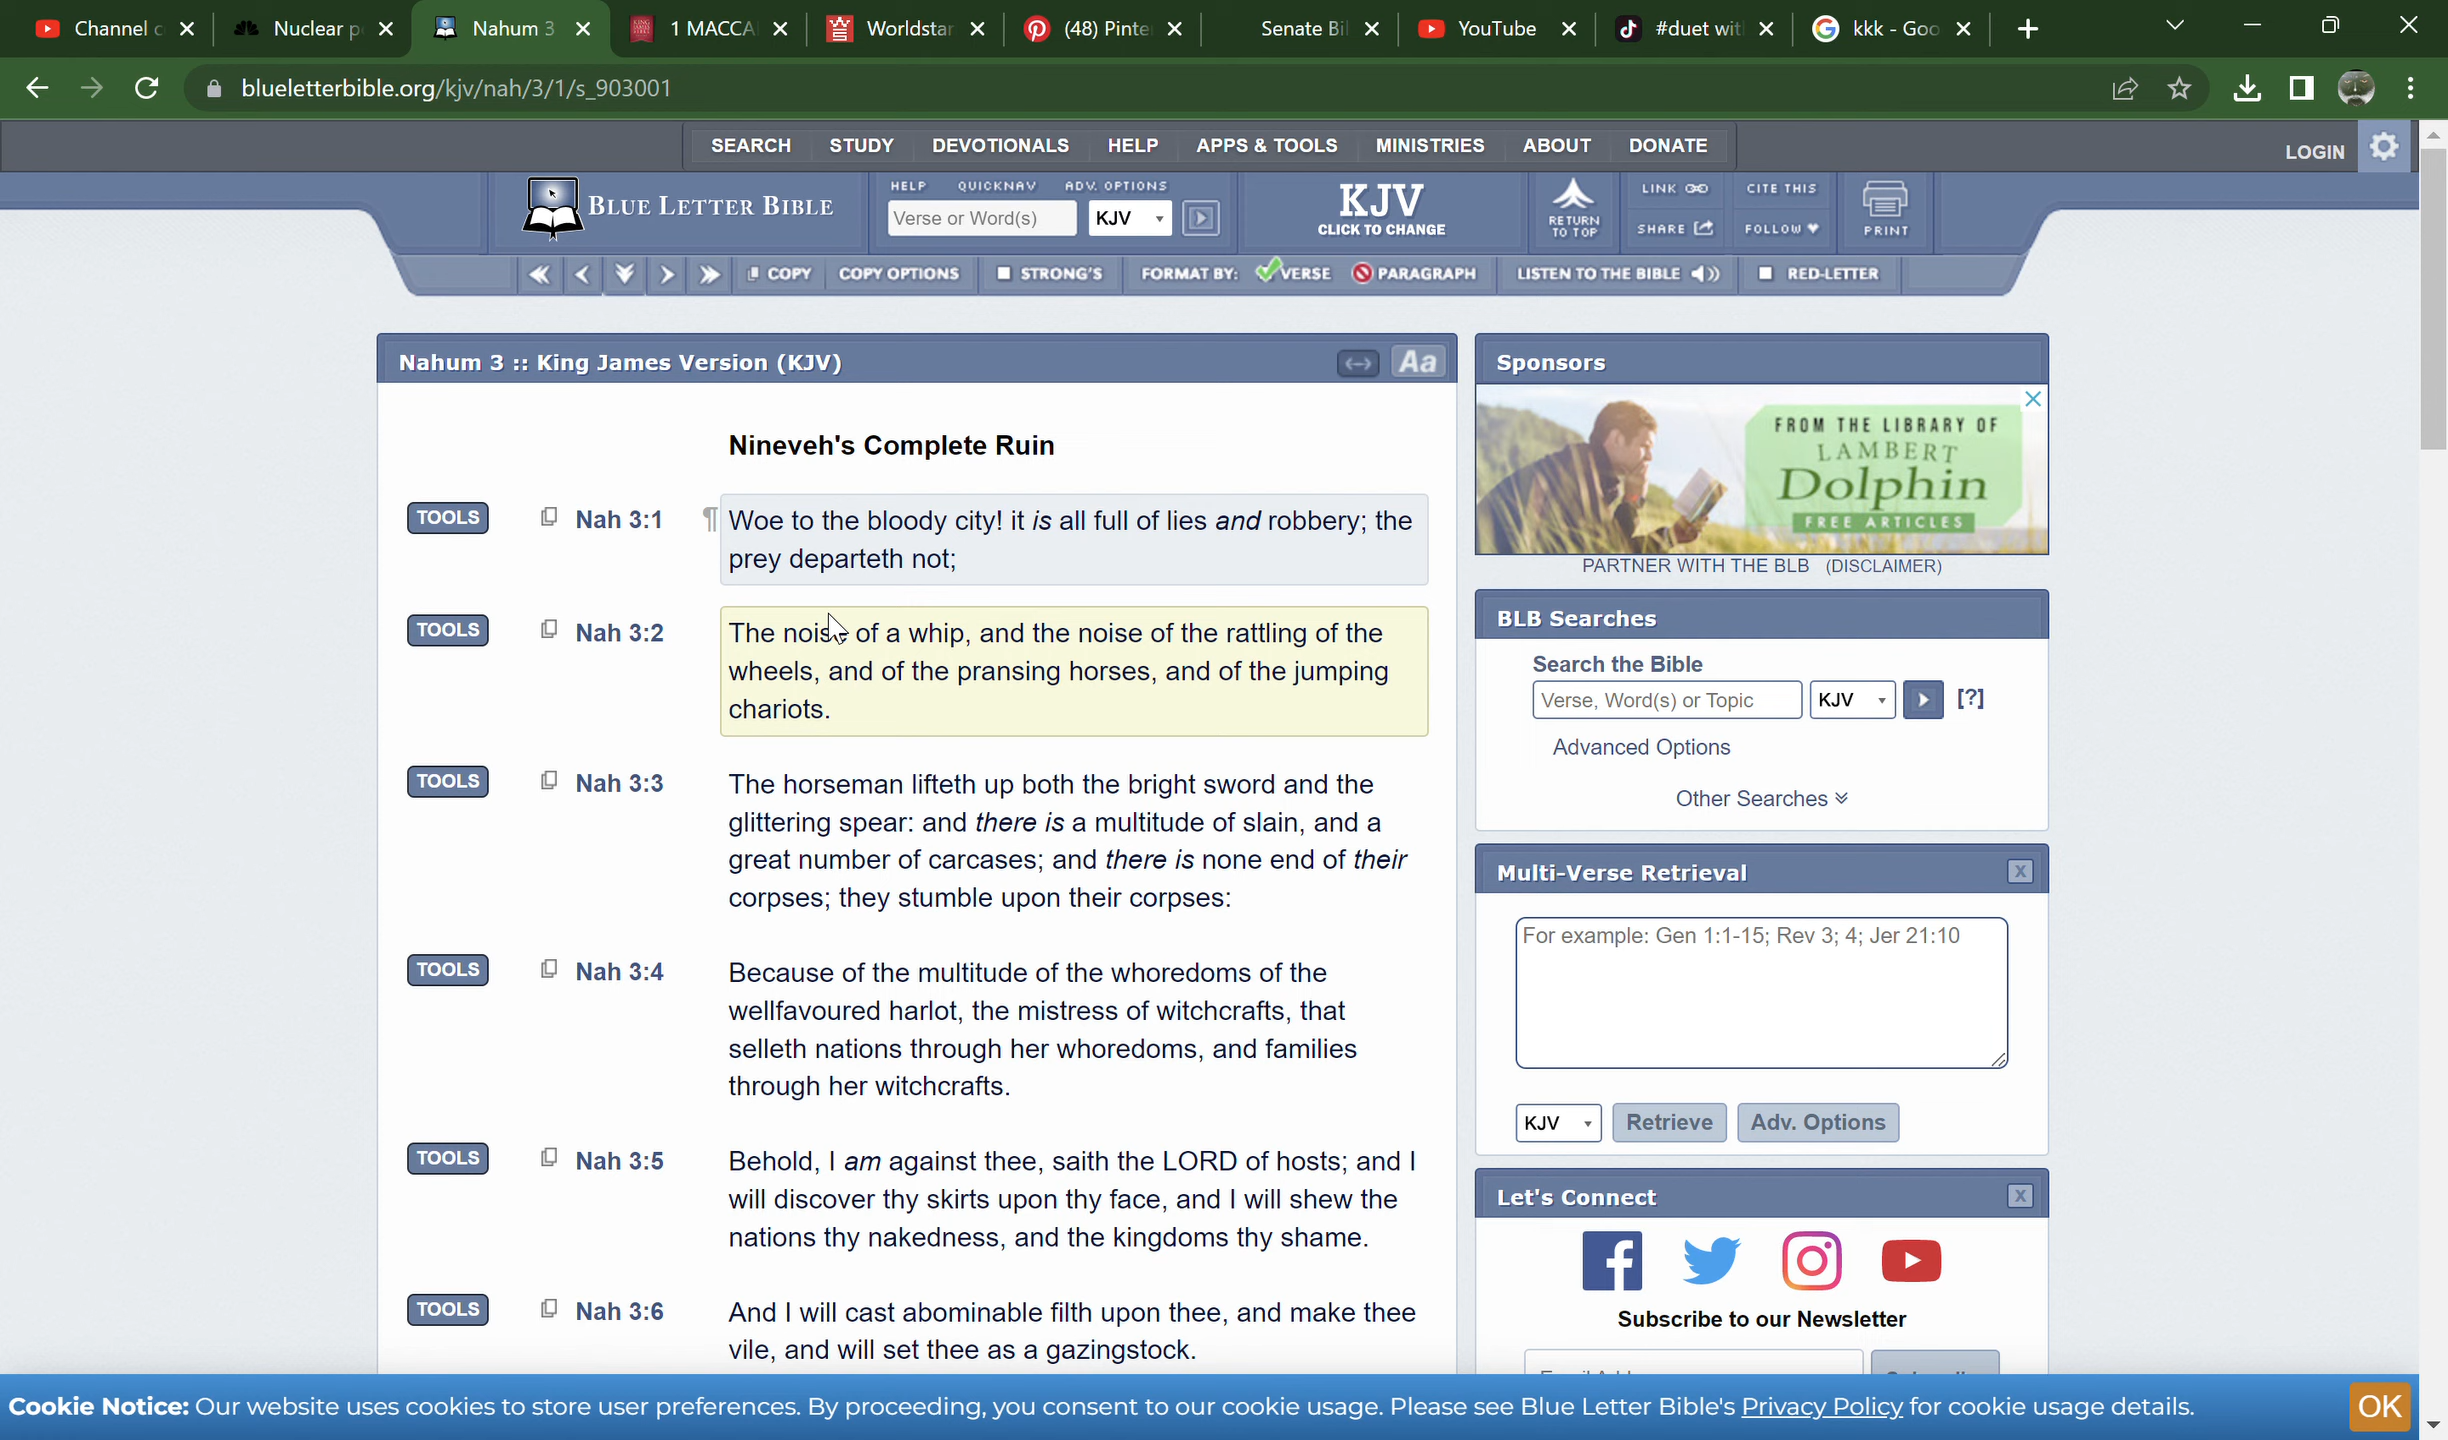 Channel c
Nuclear p
Nahum 3
1 MACCA
Worldstar
(48) Pinte
Senate Bil
YouTube
#duet wit
kkk - Goo
blueletterbible.org/kjv/nah/3/1/s_903001
SEARCH STUDY DEVOTIONALS HELP APPS & TOOLS MINISTRIES ABOUT DONATE
LOGIN
BLUE LETTER BIBLE
HELP QUICKNAV ADV. OPTIONS
Verse or Word(s) KJV
KJV
CLICK TO CHANGE
RETURN
TO TOP
LINK CITE THIS
SHARE FOLLOW
PRINT
COPY COPY OPTIONS STRONG'S FORMAT BY: VERSE PARAGRAPH LISTEN TO THE BIBLE RED-LETTER
Nahum 3 :: King James Version (KJV)
Aa
Nineveh's Complete Ruin
TOOLS Nah 3:1 ¶ Woe to the bloody city! it is all full of lies and robbery; the
prey departeth not;
TOOLS Nah 3:2 The noise of a whip, and the noise of the rattling of the
wheels, and of the pransing horses, and of the jumping
chariots.
TOOLS Nah 3:3 The horseman lifteth up both the bright sword and the
glittering spear: and there is a multitude of slain, and a
great number of carcases; and there is none end of their
corpses; they stumble upon their corpses:
TOOLS Nah 3:4 Because of the multitude of the whoredoms of the
wellfavoured harlot, the mistress of witchcrafts, that
selleth nations through her whoredoms, and families
through her witchcrafts.
TOOLS Nah 3:5 Behold, I am against thee, saith the LORD of hosts; and I
will discover thy skirts upon thy face, and I will shew the
nations thy nakedness, and the kingdoms thy shame.
TOOLS Nah 3:6 And I will cast abominable filth upon thee, and make thee
vile, and will set thee as a gazingstock.
Sponsors
FROM THE LIBRARY OF
LAMBERT
Dolphin
FREE ARTICLES
PARTNER WITH THE BLB (DISCLAIMER)
BLB Searches
Search the Bible
Verse, Word(s) or Topic KJV [?]
Advanced Options
Other Searches
Multi-Verse Retrieval X
For example: Gen 1:1-15; Rev 3; 4; Jer 21:10
KJV Retrieve Adv. Options
Let's Connect X
Subscribe to our Newsletter
Cookie Notice: Our website uses cookies to store user preferences. By proceeding, you consent to our cookie usage. Please see Blue Letter Bible's Privacy Policy for cookie usage details. OK